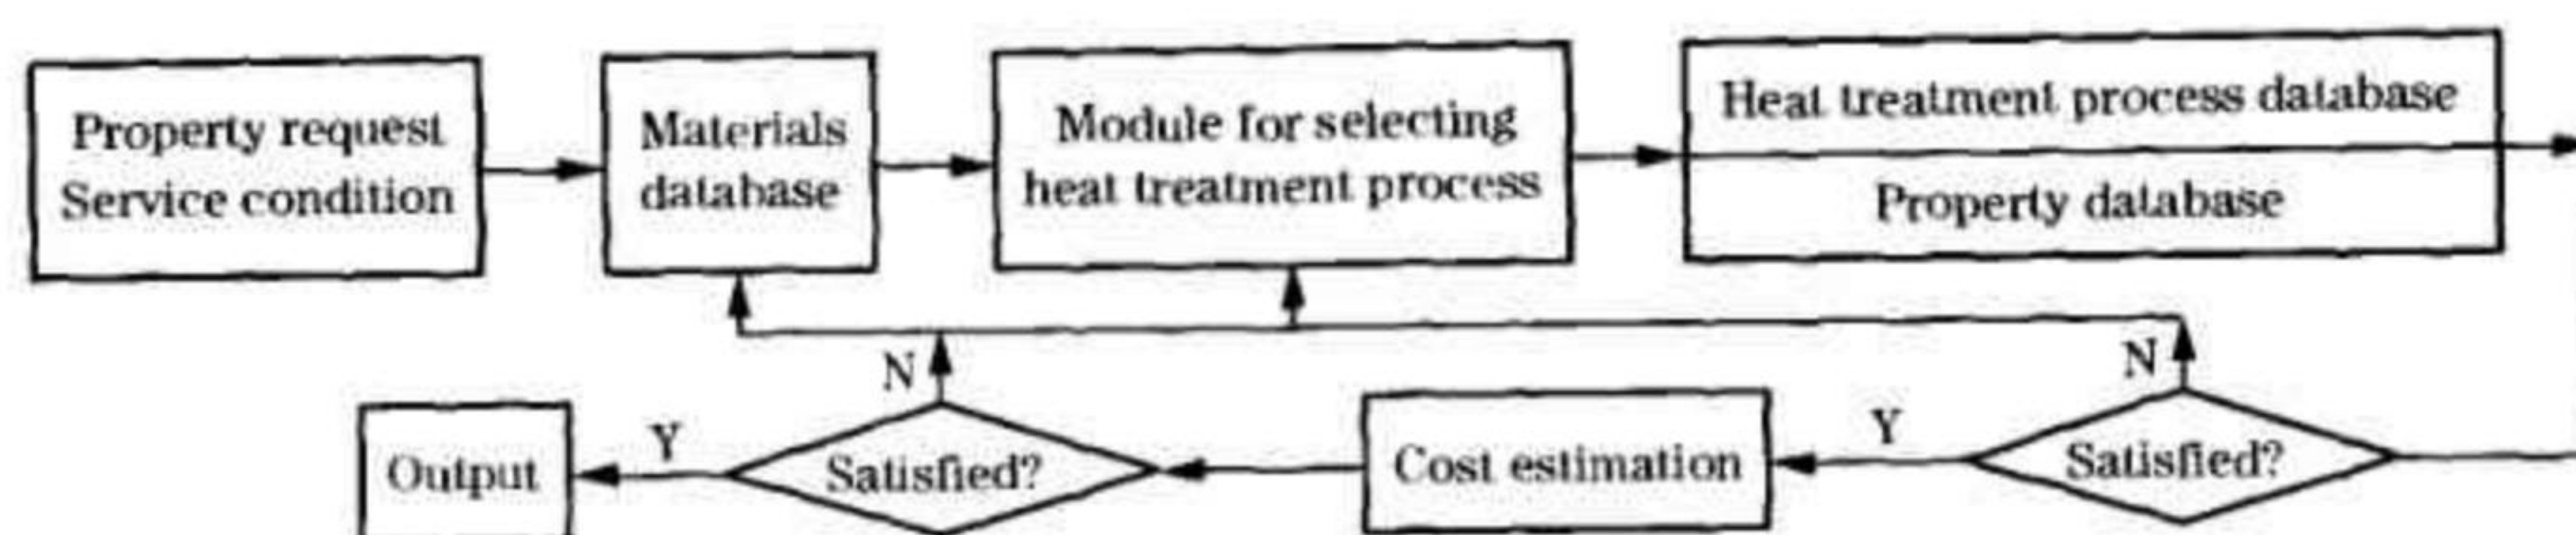 Property request
Service condition
Materials
database
Module for selecting
heat treatment process
Heat treatment process database
Property database
N
N
Output
Y
Satisfied?
Cost estimation
Y
Satisfied?